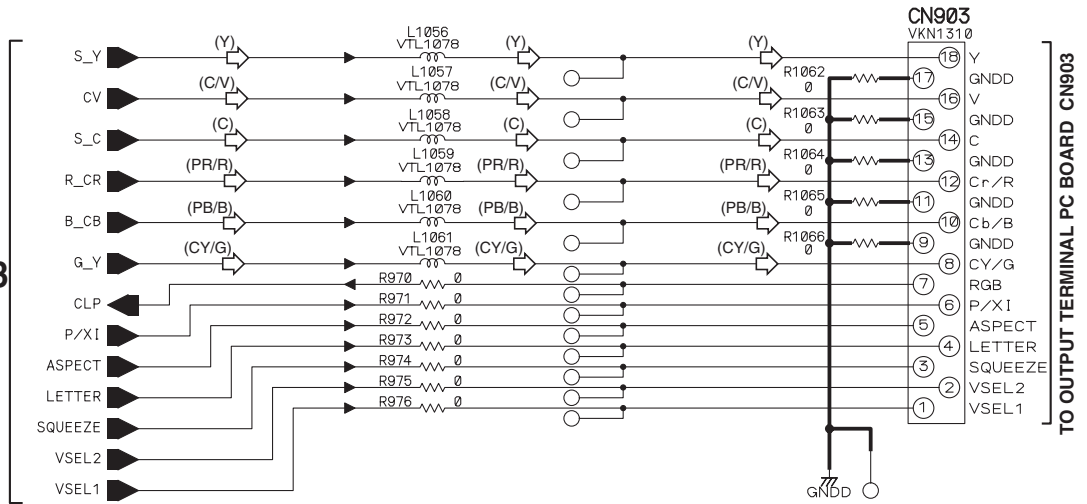 CN903
VKN1310
S_Y (Y) L1056 VTL1078 (Y) (Y) 18 Y
R1062 0 17 GNDD
CV (C/V) L1057 VTL1078 (C/V) (C/V) 16 V
R1063 0 15 GNDD
S_C (C) L1058 VTL1078 (C) (C) 14 C
R1064 0 13 GNDD
R_CR (PR/R) L1059 VTL1078 (PR/R) (PR/R) 12 Cr/R
R1065 0 11 GNDD
B_CB (PB/B) L1060 VTL1078 (PB/B) (PB/B) 10 Cb/B
R1066 0 9 GNDD
G_Y (CY/G) L1061 VTL1078 (CY/G) (CY/G) 8 CY/G
CLP R970 0 7 RGB
P/XI R971 0 6 P/XI
ASPECT R972 0 5 ASPECT
LETTER R973 0 4 LETTER
SQUEEZE R974 0 3 SQUEEZE
VSEL2 R975 0 2 VSEL2
VSEL1 R976 0 1 VSEL1
GNDD
TO OUTPUT TERMINAL PC BOARD CN903